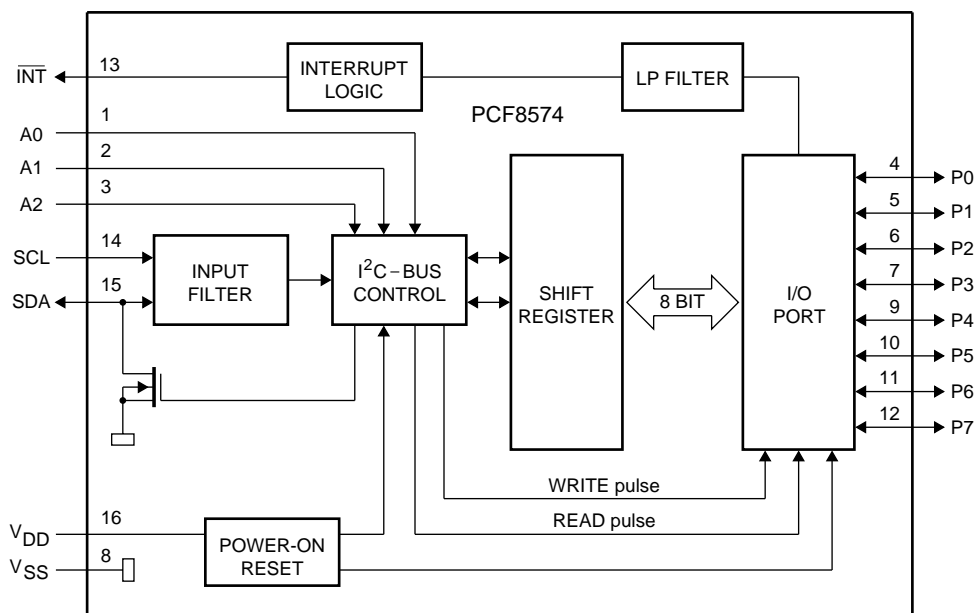 INT
13
INTERRUPT
LOGIC
LP FILTER
PCF8574
A0
1
A1
2
A2
3
SCL
14
SDA
15
INPUT
FILTER
I²C–BUS
CONTROL
SHIFT
REGISTER
8 BIT
I/O
PORT
4
P0
5
P1
6
P2
7
P3
9
P4
10
P5
11
P6
12
P7
WRITE pulse
READ pulse
VDD
16
VSS
8
POWER-ON
RESET